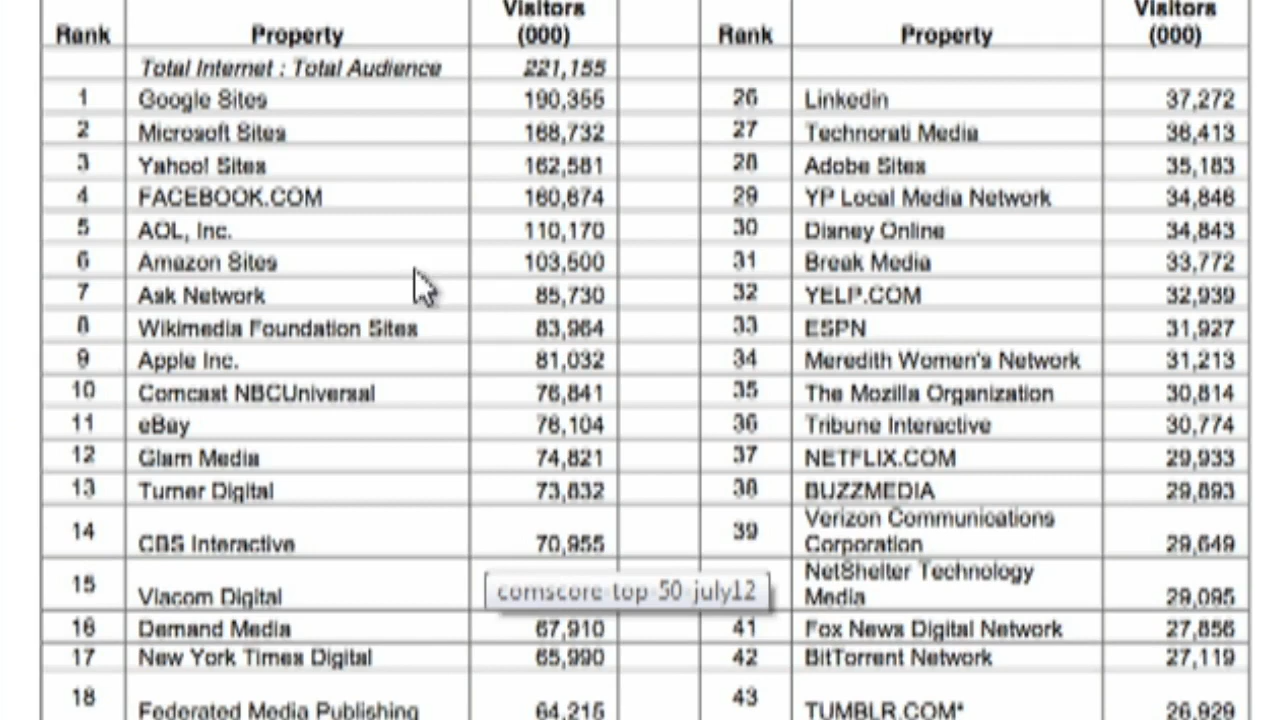 Visitors Visitors
Rank Property (000) Rank Property (000)
Total Internet : Total Audience 221,155
1 Google Sites 190,355 26 Linkedin 37,272
2 Microsoft Sites 168,732 27 Technorati Media 36,413
3 Yahoo! Sites 162,581 28 Adobe Sites 35,183
4 FACEBOOK.COM 160,874 29 YP Local Media Network 34,846
5 AOL, Inc. 110,170 30 Disney Online 34,843
6 Amazon Sites 103,500 31 Break Media 33,772
7 Ask Network 85,730 32 YELP.COM 32,939
8 Wikimedia Foundation Sites 83,964 33 ESPN 31,927
9 Apple Inc. 81,032 34 Meredith Women's Network 31,213
10 Comcast NBCUniversal 76,841 35 The Mozilla Organization 30,814
11 eBay 76,104 36 Tribune Interactive 30,774
12 Glam Media 74,821 37 NETFLIX.COM 29,933
13 Turner Digital 73,832 38 BUZZMEDIA 29,893
14 CBS Interactive 70,955 39 Verizon Communications
Corporation 29,649
15 Viacom Digital comscore-top-50-july12 NetShelter Technology
Media 29,095
16 Demand Media 67,910 41 Fox News Digital Network 27,856
17 New York Times Digital 65,990 42 BitTorrent Network 27,119
18 Federated Media Publishing 64,215 43 TUMBLR.COM* 26,929